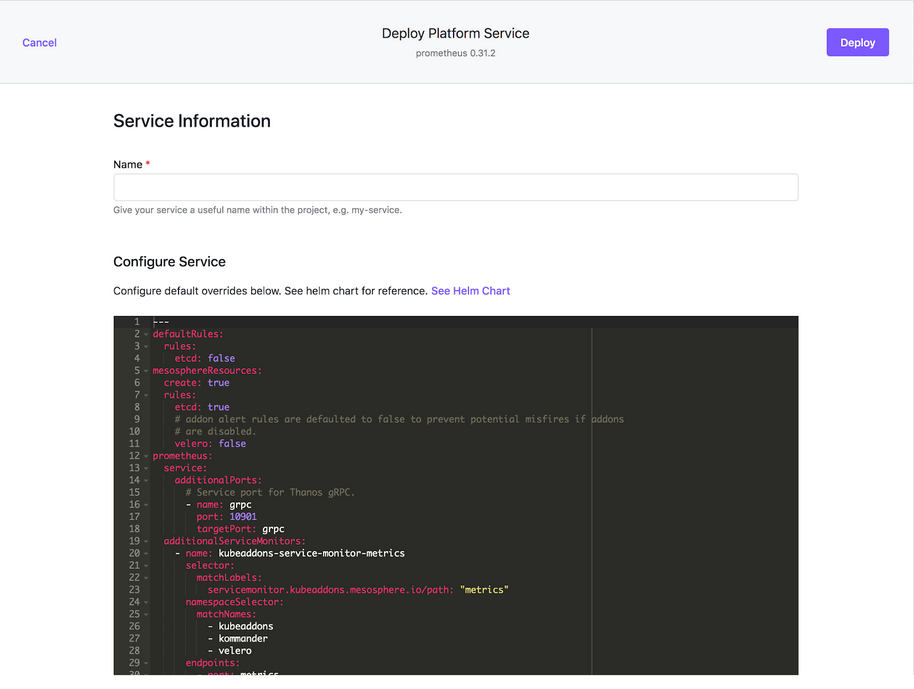 Cancel
Deploy Platform Service
prometheus 0.31.2
Deploy
Service Information
Name *
Give your service a useful name within the project, e.g. my-service.
Configure Service
Configure default overrides below. See helm chart for reference. See Helm Chart
1 ---
2 defaultRules:
3   rules:
4     etcd: false
5 mesosphereResources:
6   create: true
7   rules:
8     etcd: true
9     # addon alert rules are defaulted to false to prevent potential misfires if addons
10     # are disabled.
11     velero: false
12 prometheus:
13   service:
14     additionalPorts:
15       # Service port for Thanos gRPC.
16       - name: grpc
17         port: 10901
18         targetPort: grpc
19   additionalServiceMonitors:
20     - name: kubeaddons-service-monitor-metrics
21       selector:
22         matchLabels:
23           servicemonitor.kubeaddons.mesosphere.io/path: "metrics"
24       namespaceSelector:
25         matchNames:
26           - kubeaddons
27           - kommander
28           - velero
29       endpoints:
30         - port: metrics